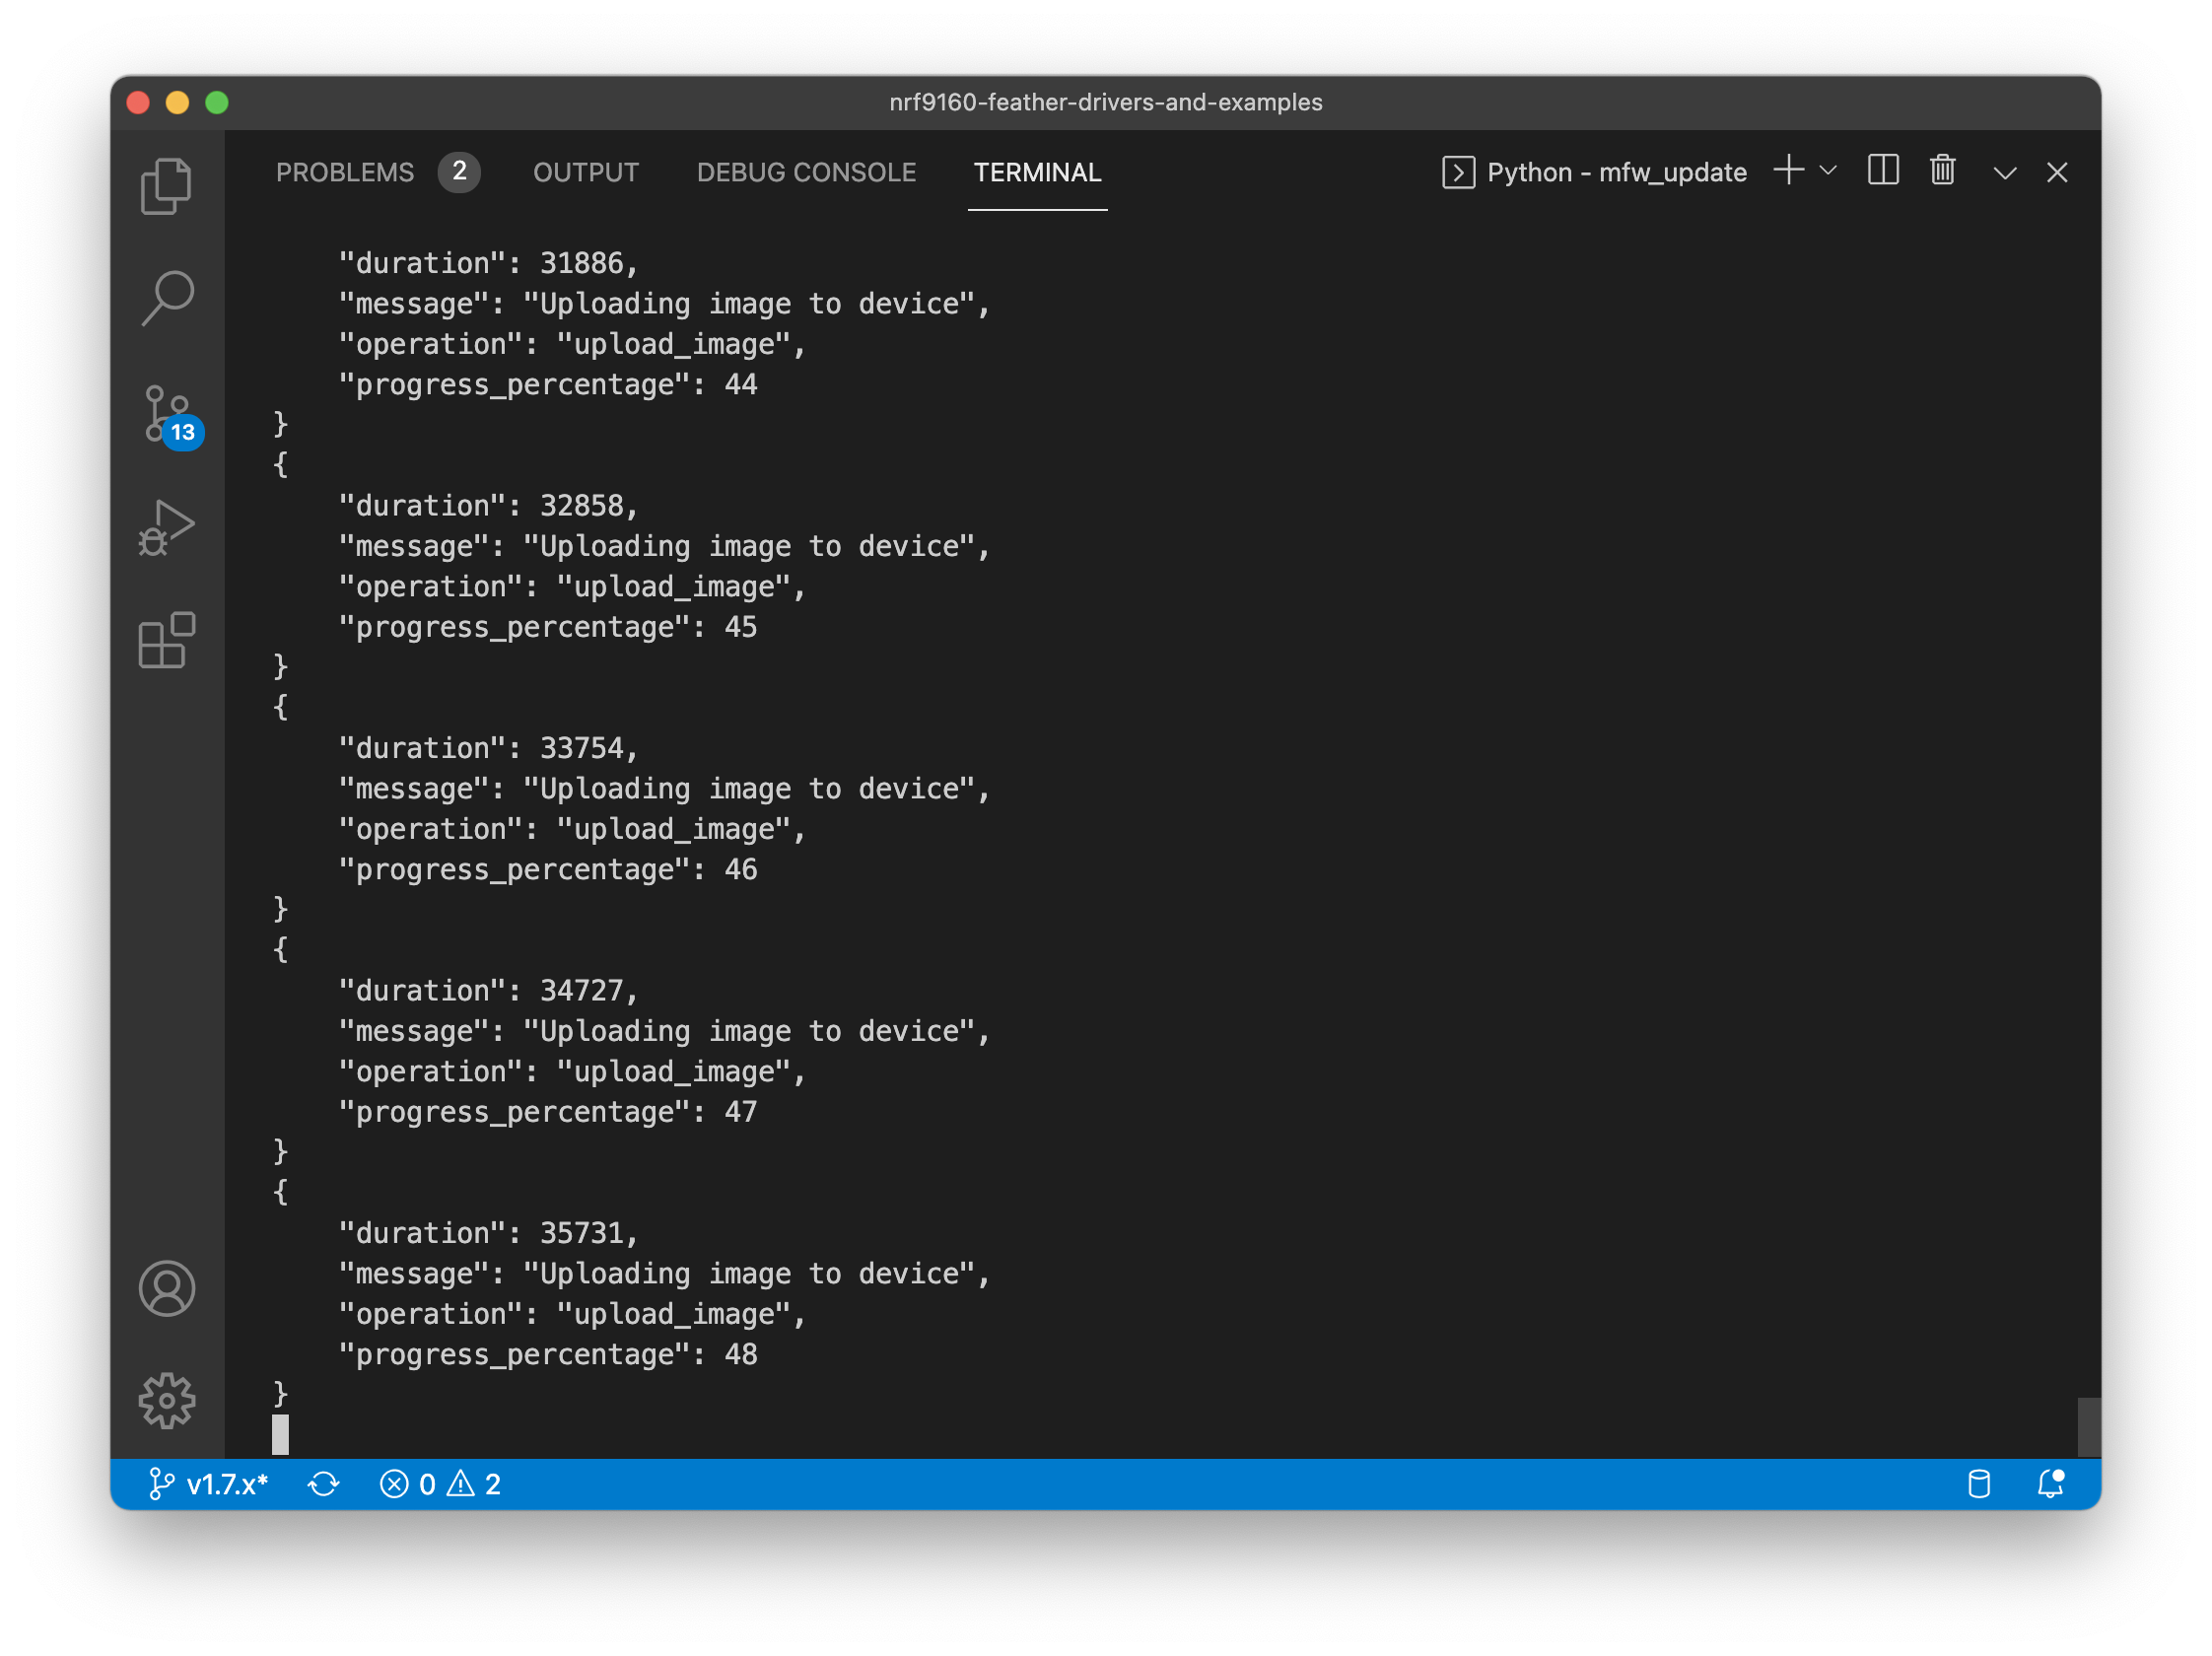 nrf9160-feather-drivers-and-examples
PROBLEMS 2 OUTPUT DEBUG CONSOLE TERMINAL Python - mfw_update
"duration": 31886,
"message": "Uploading image to device",
"operation": "upload_image",
"progress_percentage": 44
}
{
"duration": 32858,
"message": "Uploading image to device",
"operation": "upload_image",
"progress_percentage": 45
}
{
"duration": 33754,
"message": "Uploading image to device",
"operation": "upload_image",
"progress_percentage": 46
}
{
"duration": 34727,
"message": "Uploading image to device",
"operation": "upload_image",
"progress_percentage": 47
}
{
"duration": 35731,
"message": "Uploading image to device",
"operation": "upload_image",
"progress_percentage": 48
}
13
v1.7.x* 0 2